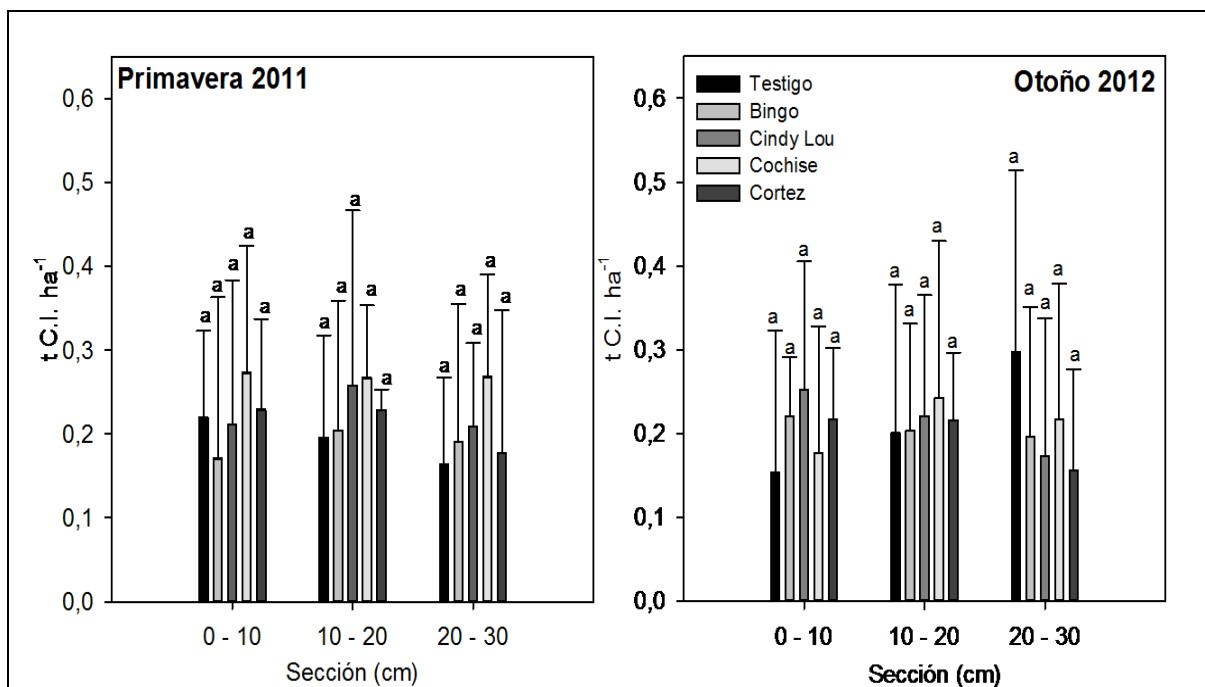 Primavera 2011
t C.I. ha-1
0,6
0,5
0,4
0,3
0,2
0,1
0,0
a a a a a
a a a a a
a a a a a
0 - 10
10 - 20
20 - 30
Sección (cm)
Otoño 2012
Testigo
Bingo
Cindy Lou
Cochise
Cortez
t C.I. ha-1
0,6
0,5
0,4
0,3
0,2
0,1
0,0
a a a a a
a a a a a
a a a a a
0 - 10
10 - 20
20 - 30
Sección (cm)